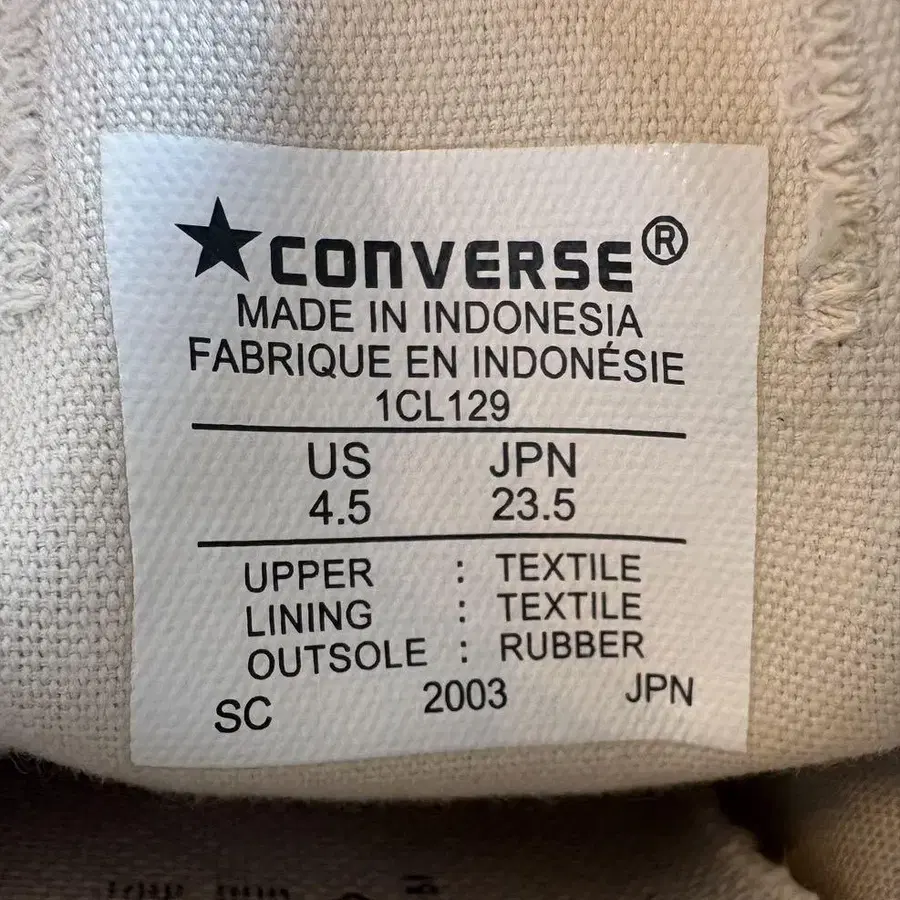 ★CONVERSE®
MADE IN INDONESIA
FABRIQUE EN INDONÉSIE
1CL129
US JPN
4.5 23.5
UPPER : TEXTILE
LINING : TEXTILE
OUTSOLE : RUBBER
SC 2003 JPN